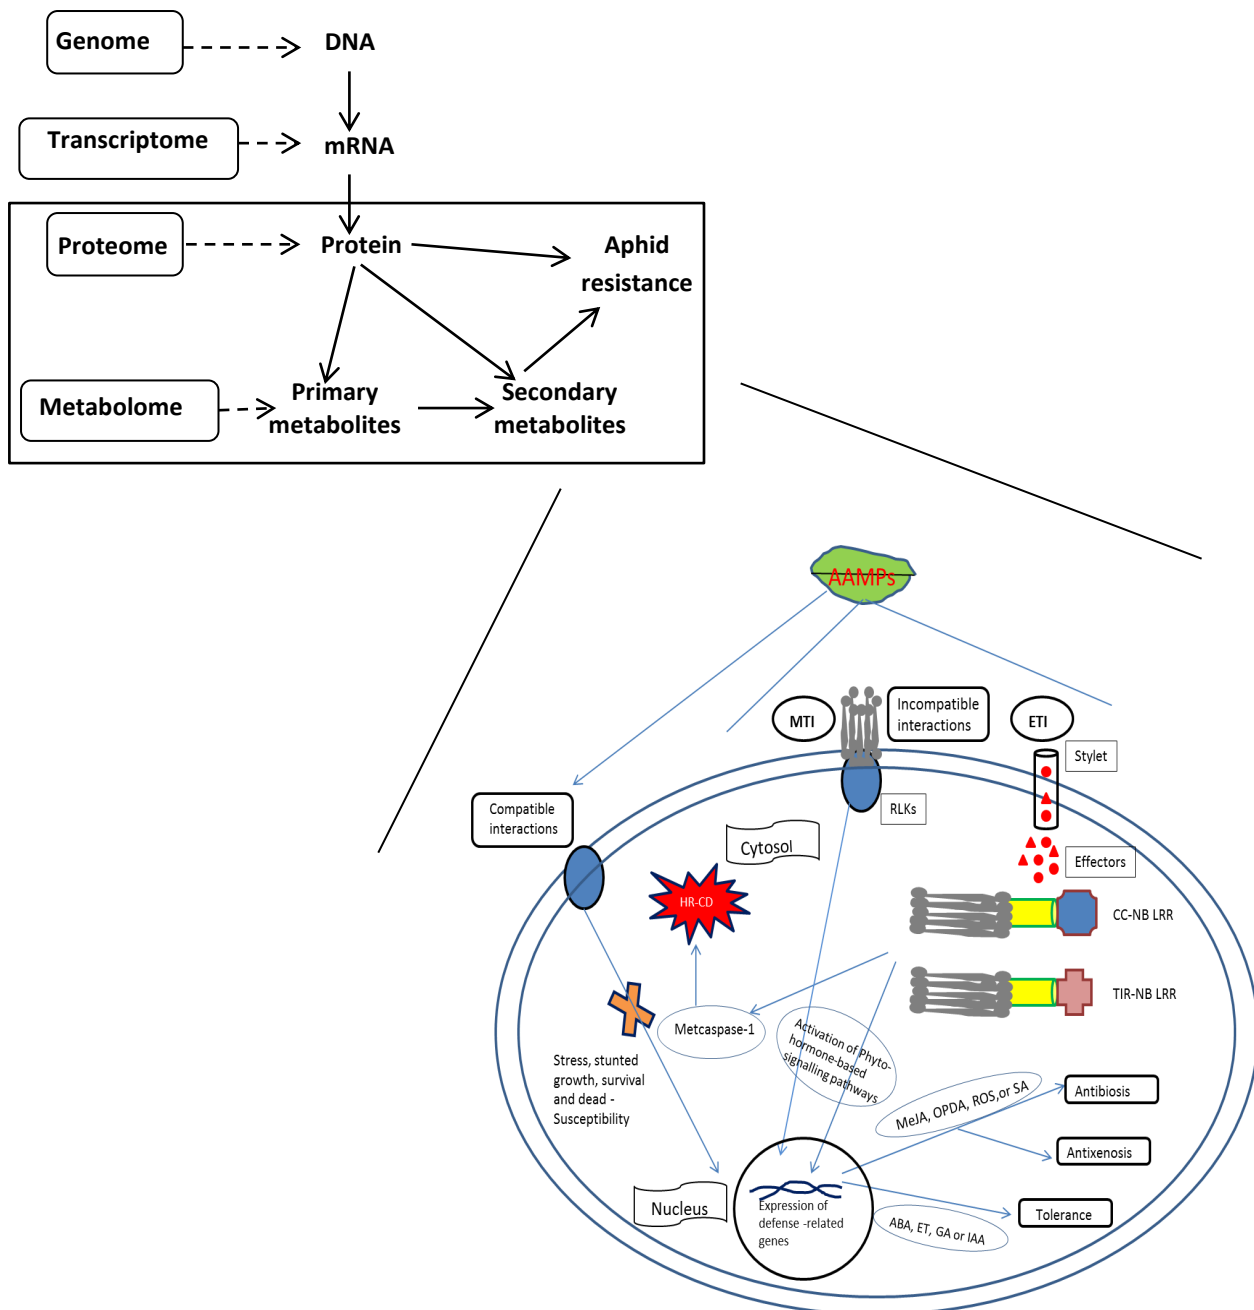 Genome
DNA
Transcriptome
mRNA
Proteome
Protein
Aphid
resistance
Metabolome
Primary
metabolites
Secondary
metabolites
AAMPs
MTI
Incompatible
interactions
ETI
Stylet
Compatible
interactions
RLKs
Cytosol
Effectors
HR-CD
CC-NB LRR
TIR-NB LRR
Metcaspase-1
Activation of Phyto-
hormone-based
signalling pathways
Stress, stunted
growth, survival
and dead -
Susceptibility
MeJA, OPDA, ROS,or SA
Antibiosis
Antixenosis
Nucleus
Expression of
defense -related
genes
ABA, ET, GA or IAA
Tolerance